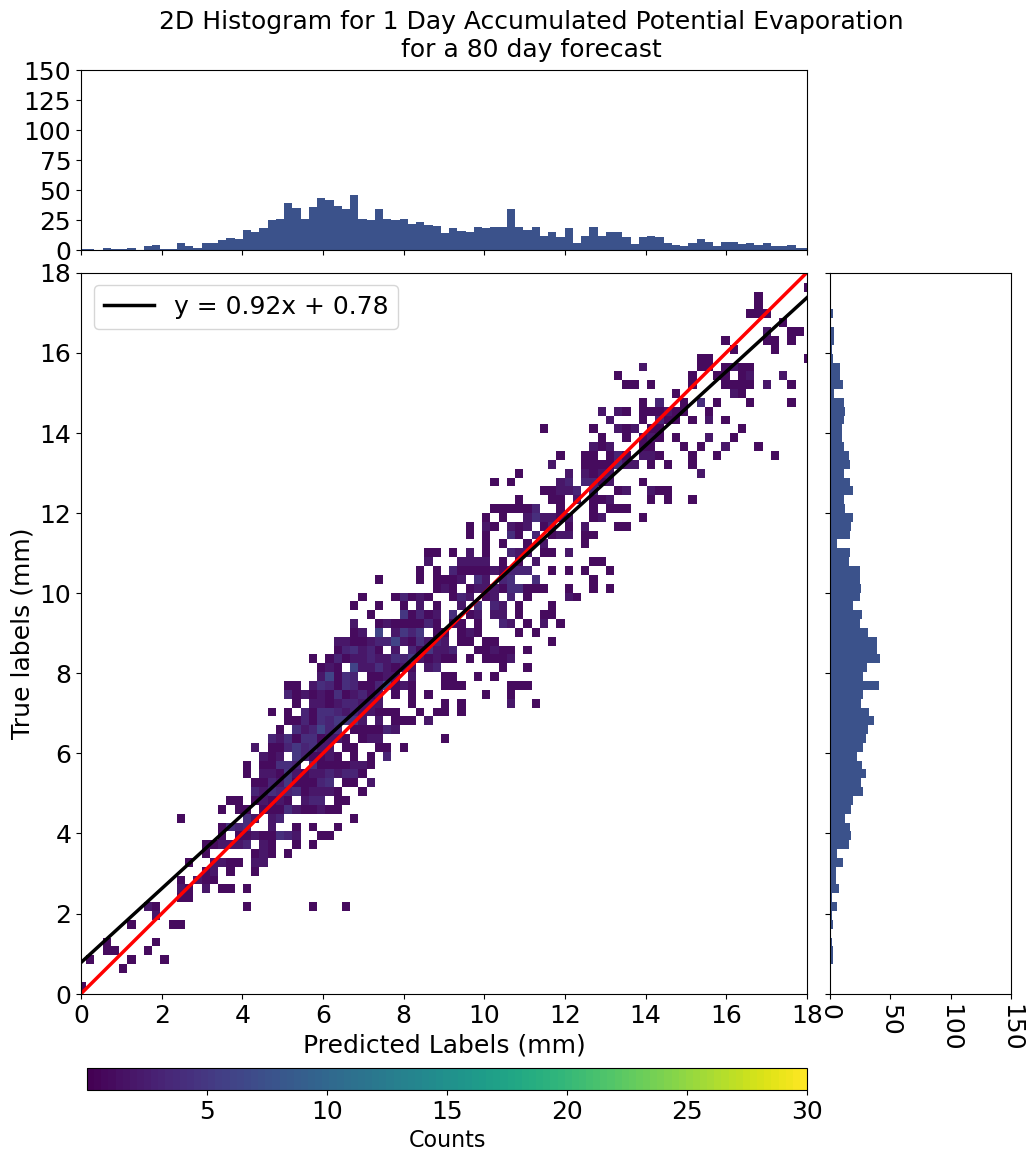 2D Histogram for 1 Day Accumulated Potential Evaporation
for a 80 day forecast
150
125
100
75
50
25
0
18
16
14
12
10
8
6
4
2
0
True labels (mm)
y = 0.92x + 0.78
0 2 4 6 8 10 12 14 16 18
Predicted Labels (mm)
0 50 100 150
5 10 15 20 25 30
Counts